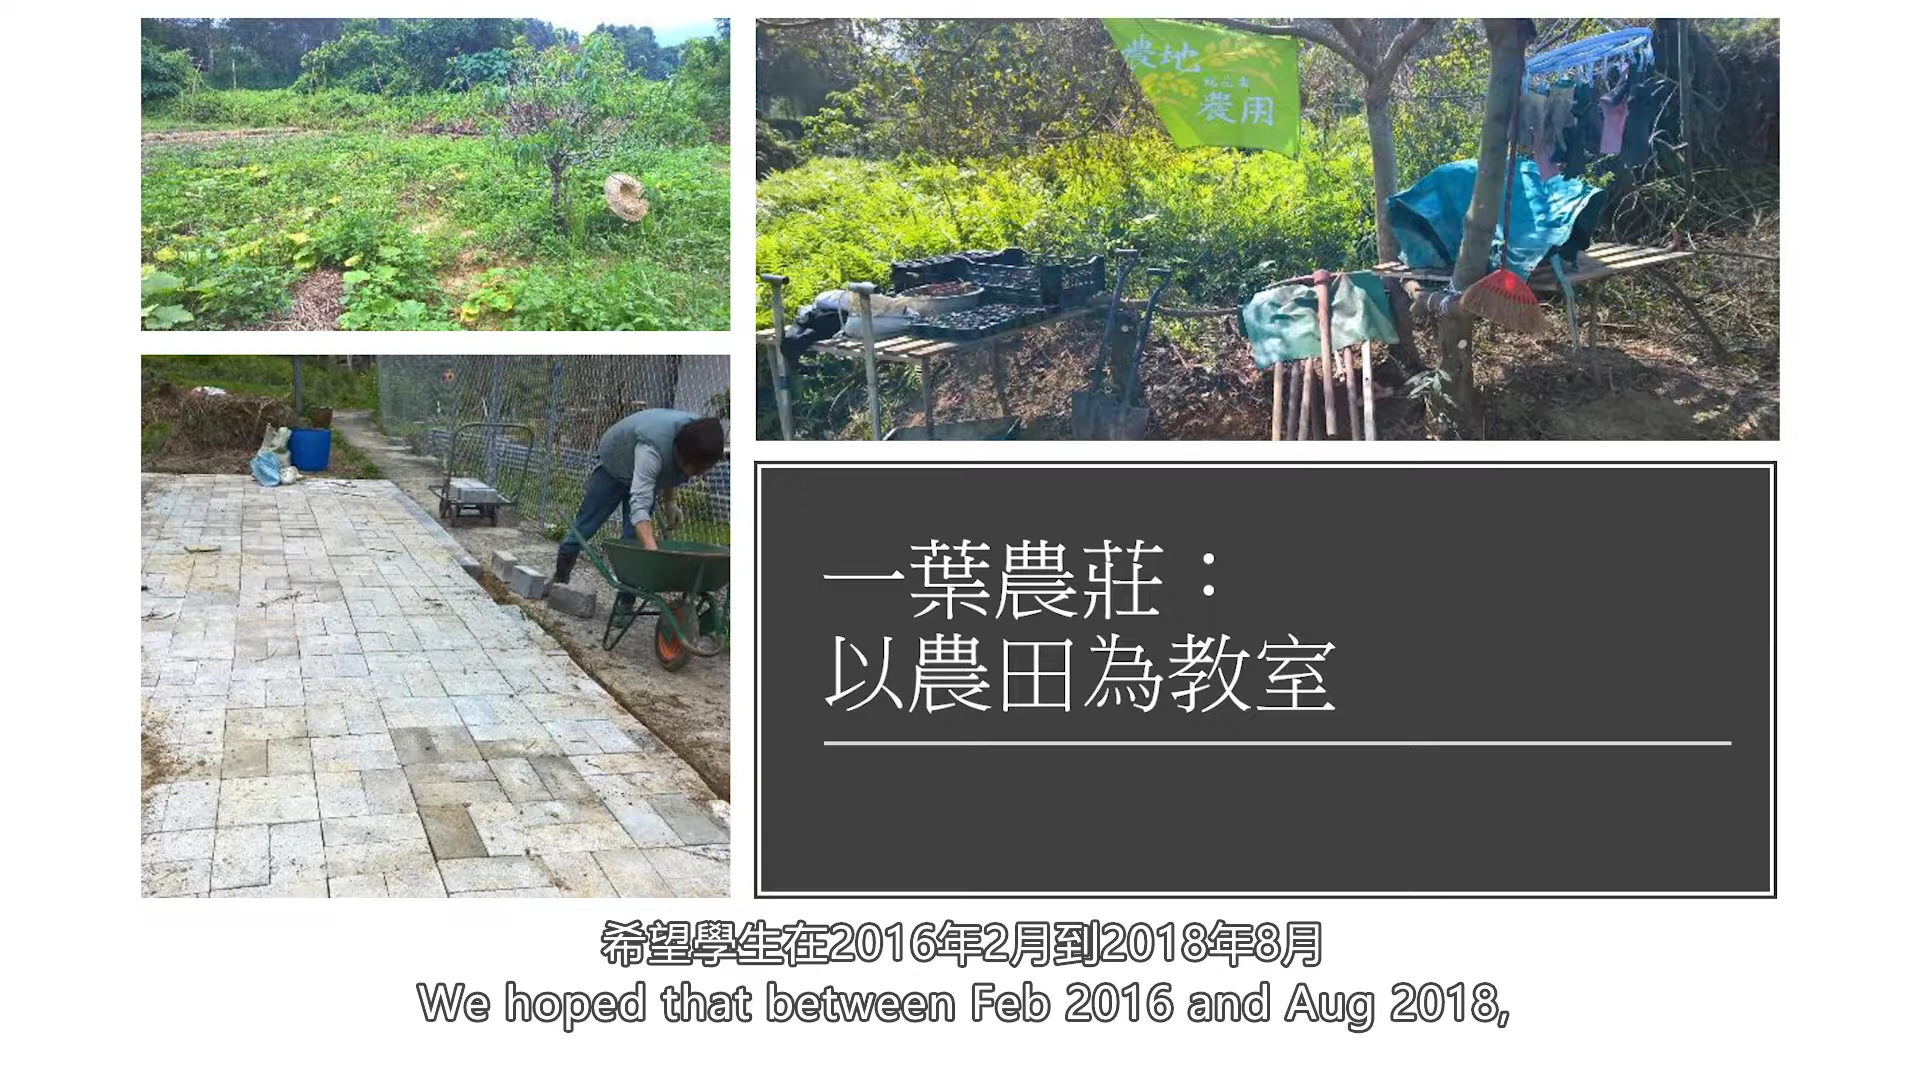 農地
農用
一葉農莊：
以農田為教室
希望學生在2016年2月到2018年8月
We hoped that between Feb 2016 and Aug 2018,